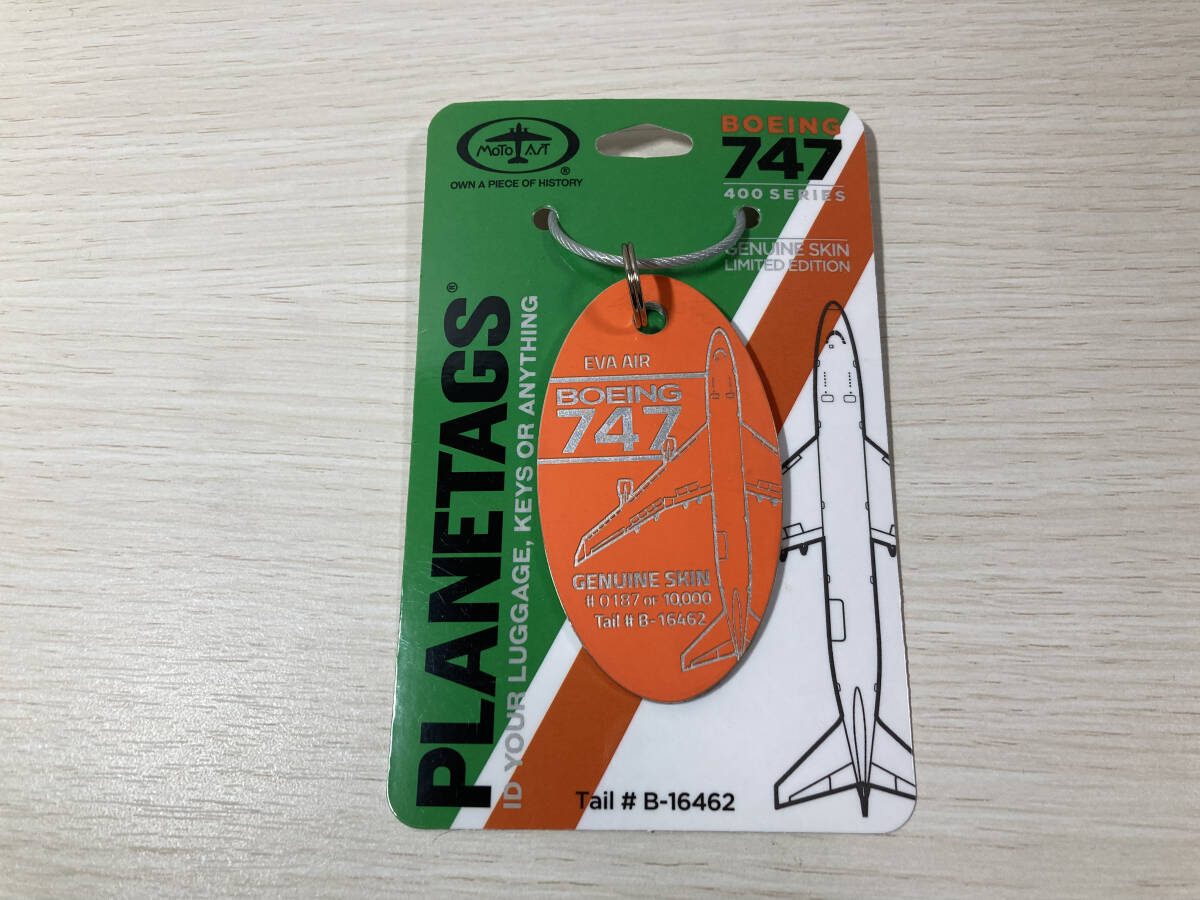 MOTO ART
®
OWN A PIECE OF HISTORY
BOEING
747
400 SERIES
GENUINE SKIN
LIMITED EDITION
PLANETAGS®
ID YOUR LUGGAGE, KEYS OR ANYTHING
EVA AIR
BOEING
747
GENUINE SKIN
# 0187 OF 10,000
Tail # B-16462
Tail # B-16462